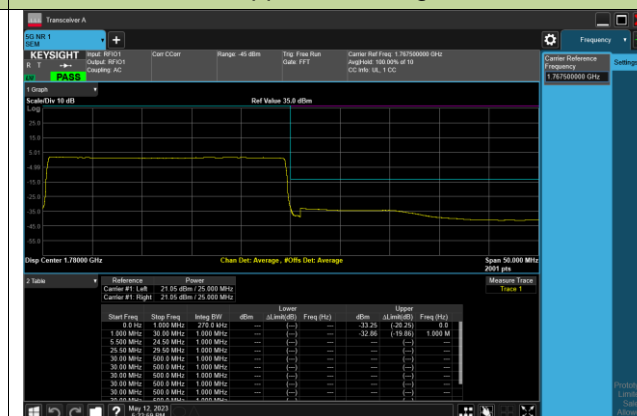 Transceiver A
5G NR 1
SEM
Frequency
KEYSIGHT
R T
PASS
Input: RFIO1
Output: RFIO1
Coupling: AC
Corr CCorr
Range: -45 dBm
Trig: Free Run
Gate: FFT
Carrier Ref Freq: 1.767500000 GHz
Avg|Hold: 100.00% of 10
CC Info: UL, 1 CC
Carrier Reference
Frequency
1.767500000 GHz
Settings
1 Graph
Scale/Div 10 dB
Ref Value 35.0 dBm
Log
25.0
15.0
5.01
-4.99
-15.0
-25.0
-35.0
-45.0
-55.0
Disp Center 1.78000 GHz
Chan Det: Average, #Offs Det: Average
Span 50.000 MHz
2001 pts
2 Table
Reference Power
Carrier #1: Left 21.05 dBm / 25.000 MHz
Carrier #1: Right 21.05 dBm / 25.000 MHz
Measure Trace
Trace 1
Lower Upper
Start Freq Stop Freq Integ BW dBm ΔLimit(dB) Freq (Hz) dBm ΔLimit(dB) Freq (Hz)
0.0 Hz 1.000 MHz 270.0 kHz --- (---) --- -33.25 (-20.25) 0.0
1.000 MHz 30.00 MHz 1.000 MHz --- (---) --- -32.86 (-19.86) 1.000 M
5.500 MHz 24.50 MHz 1.000 MHz --- (---) --- --- (---) ---
25.50 MHz 29.50 MHz 1.000 MHz --- (---) --- --- (---) ---
30.00 MHz 500.0 MHz 1.000 MHz --- (---) --- --- (---) ---
30.00 MHz 500.0 MHz 1.000 MHz --- (---) --- --- (---) ---
30.00 MHz 500.0 MHz 1.000 MHz --- (---) --- --- (---) ---
30.00 MHz 500.0 MHz 1.000 MHz --- (---) --- --- (---) ---
30.00 MHz 500.0 MHz 1.000 MHz --- (---) --- --- (---) ---
?
May 12, 2023